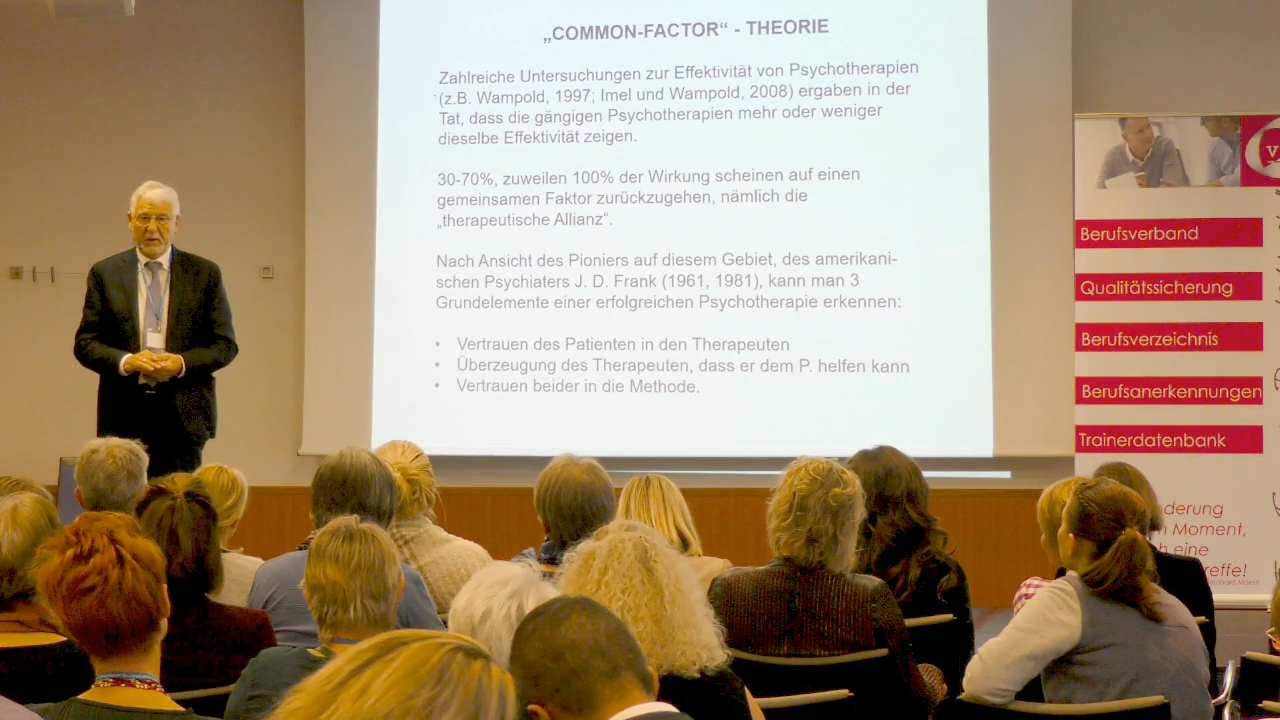 „COMMON-FACTOR“ - THEORIE
Zahlreiche Untersuchungen zur Effektivität von Psychotherapien
(z.B. Wampold, 1997; Imel und Wampold, 2008) ergaben in der
Tat, dass die gängigen Psychotherapien mehr oder weniger
dieselbe Effektivität zeigen.
30-70%, zuweilen 100% der Wirkung scheinen auf einen
gemeinsamen Faktor zurückzugehen, nämlich die
„therapeutische Allianz“.
Nach Ansicht des Pioniers auf diesem Gebiet, des amerikani-
schen Psychiaters J. D. Frank (1961, 1981), kann man 3
Grundelemente einer erfolgreichen Psychotherapie erkennen:
• Vertrauen des Patienten in den Therapeuten
• Überzeugung des Therapeuten, dass er dem P. helfen kann
• Vertrauen beider in die Methode.
Berufsverband
Qualitätssicherung
Berufsverzeichnis
Berufsanerkennungen
Trainerdatenbank
derung
Moment,
eine
reffe!